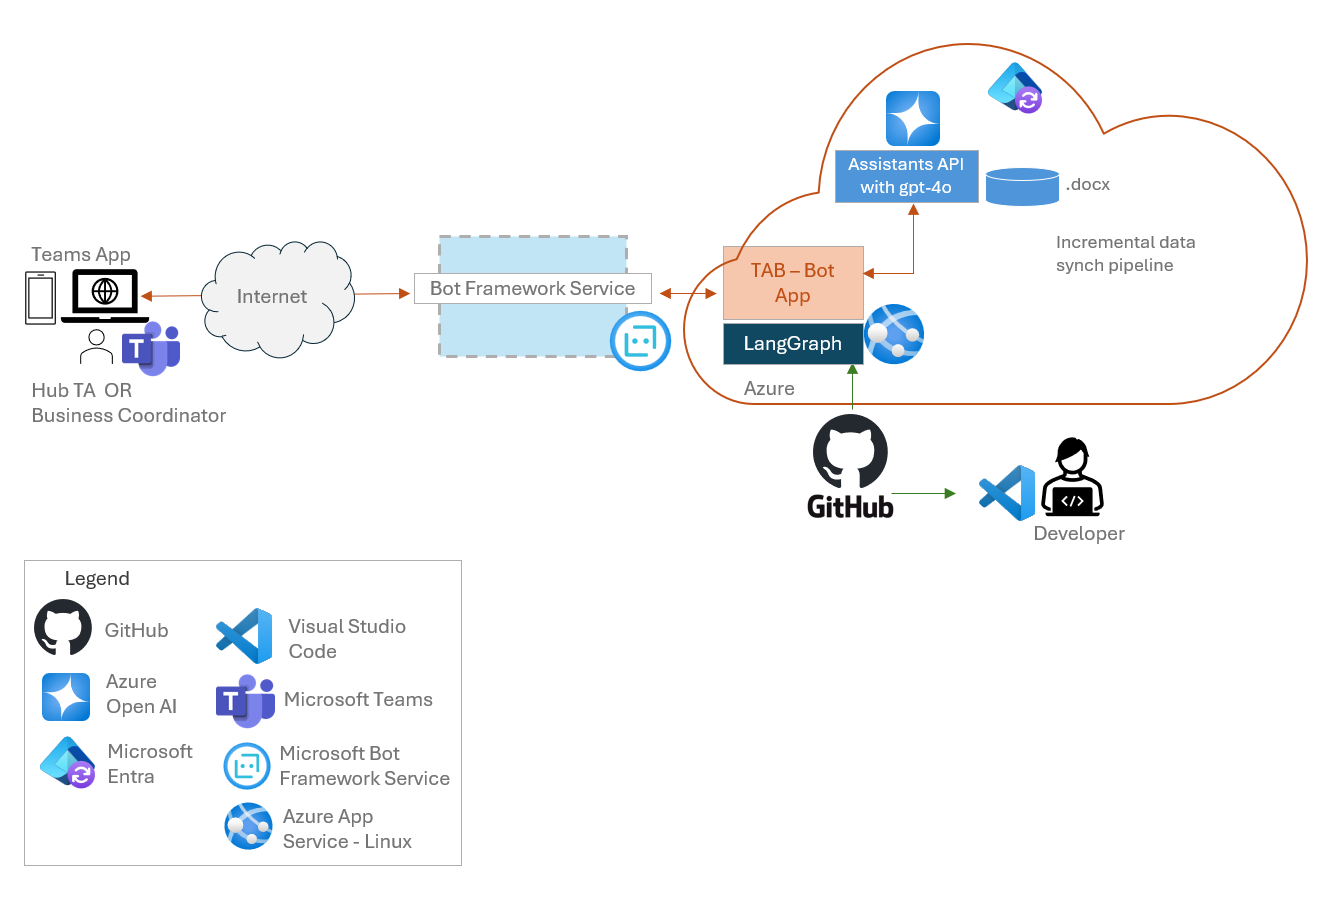 Assistants API
with gpt-4o
.docx
Incremental data
synch pipeline
Teams App
Internet
Bot Framework Service
TAB – Bot
App
LangGraph
Azure
T
Hub TA OR
Business Coordinator
GitHub
</>
Developer
Legend
GitHub
Visual Studio
Code
Azure
Open AI
T
Microsoft Teams
Microsoft
Entra
Microsoft Bot
Framework Service
Azure App
Service - Linux